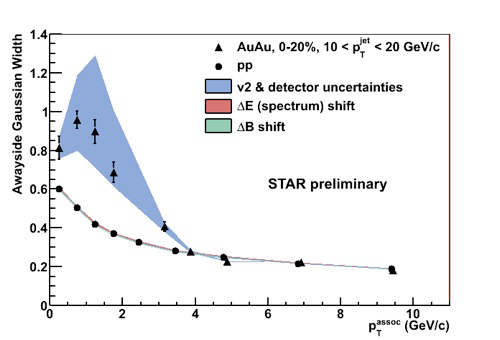 1.4
1.2
1
0.8
0.6
0.4
0.2
0
Awayside Gaussian Width
AuAu, 0-20%, 10 < p_T^jet < 20 GeV/c
pp
v2 & detector uncertainties
ΔE (spectrum) shift
ΔB shift
STAR preliminary
0 2 4 6 8 10
p_T^assoc (GeV/c)